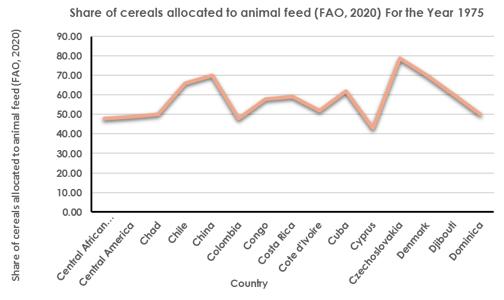 Share of cereals allocated to animal feed (FAO, 2020) For the Year 1975
Share of cereals allocated to animal feed (FAO, 2020)
90.00
80.00
70.00
60.00
50.00
40.00
30.00
20.00
10.00
0.00
Central African...
Central America
Chad
Chile
China
Colombia
Congo
Costa Rica
Cote d'Ivoire
Cuba
Cyprus
Czechoslovakia
Denmark
Djibouti
Dominica
Country